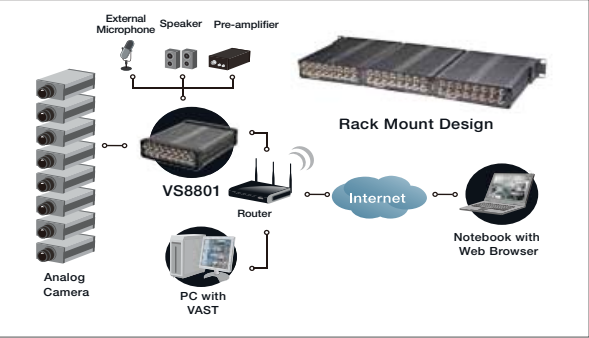 External
Microphone
Speaker
Pre-amplifier
Rack Mount Design
VS8801
Router
Internet
Notebook with
Web Browser
Analog
Camera
PC with
VAST